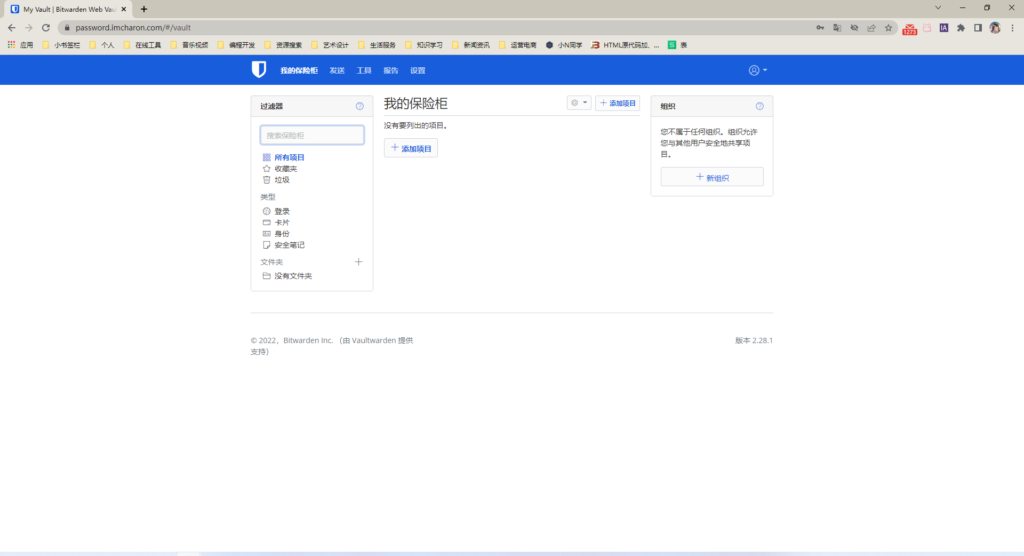 My Vault | Bitwarden Web Vau
password.imcharon.com/#/vault
1273
IA
应用 小书签栏 个人 在线工具 音乐视频 编程开发 资源搜索 艺术设计 生活服务 知识学习 新闻资讯 运营电商 小N同学 HTML原代码加、...
我的保险柜 发送 工具 报告 设置
过滤器
搜索保险柜
所有项目
收藏夹
垃圾
类型
登录
卡片
身份
安全笔记
文件夹
没有文件夹
我的保险柜
添加项目
没有要列出的项目。
添加项目
组织
您不属于任何组织。组织允许
您与其他用户安全地共享项
目。
新组织
© 2022，Bitwarden Inc. （由 Vaultwarden 提供
支持）
版本 2.28.1